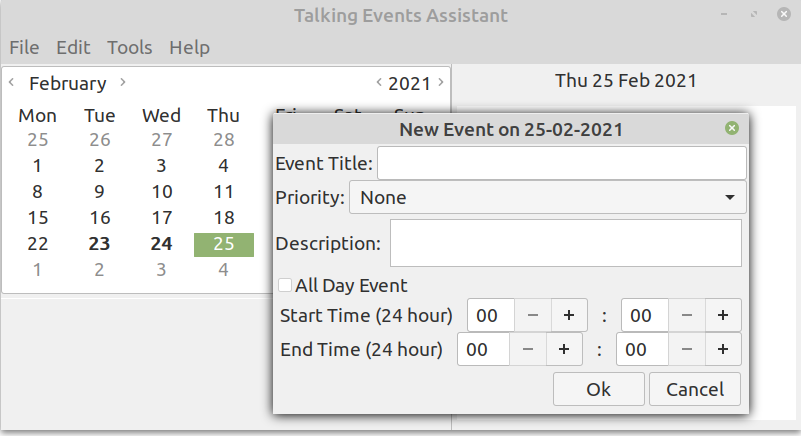 Talking Events Assistant
File Edit Tools Help
February 2021
Thu 25 Feb 2021
Mon Tue Wed Thu
25 26 27 28
1 2 3 4
8 9 10 11
15 16 17 18
22 23 24 25
1 2 3 4
New Event on 25-02-2021
Event Title:
Priority: None
Description:
All Day Event
Start Time (24 hour) 00 − + : 00 − +
End Time (24 hour) 00 − + : 00 − +
Ok Cancel